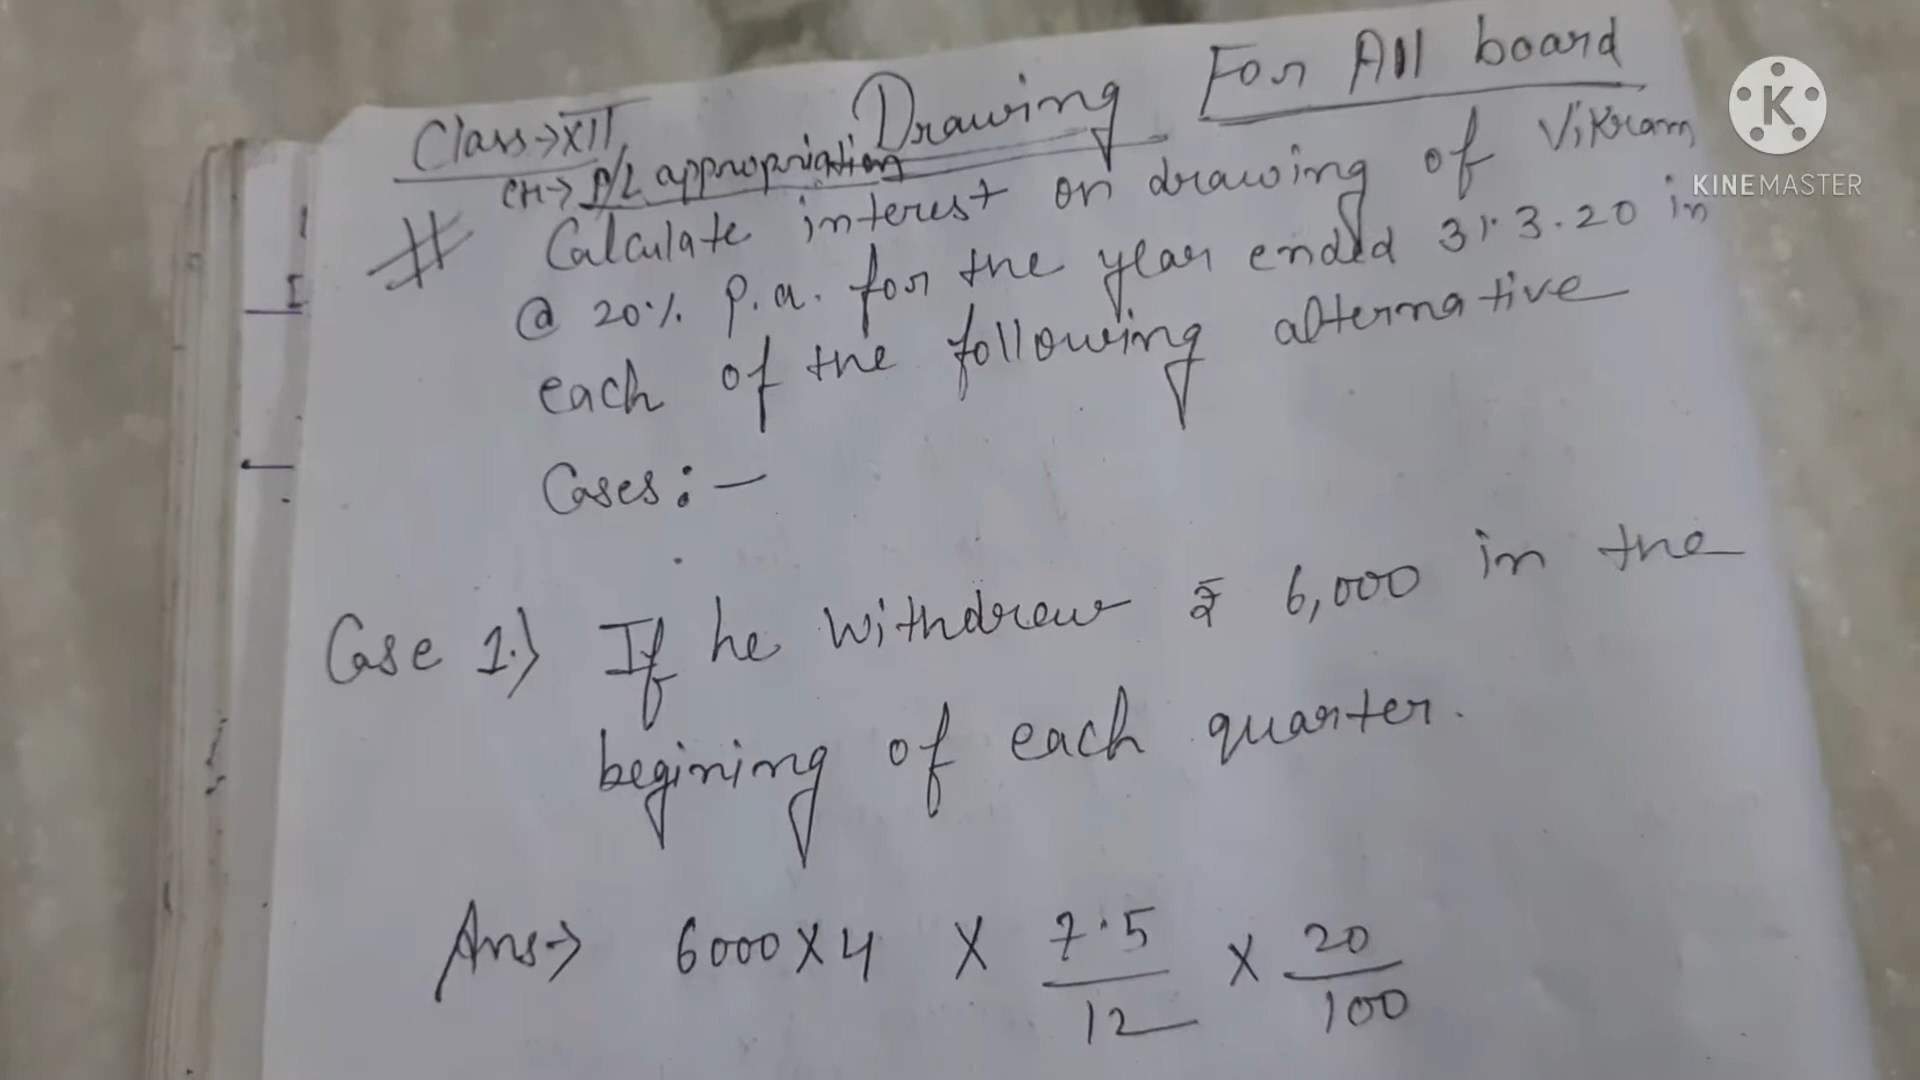 Class→XII, Drawing For All board
CH→ P/L appropriation
# Calculate interest on drawing of Vikram
@ 20% p.a. for the year ended 31.3.20 in
each of the following alternative
Cases:-
Case 1.) If he withdrew ₹ 6,000 in the
begining of each quarter.
Ans→ 6000×4 × 7.5/12 × 20/100
K
KINEMASTER